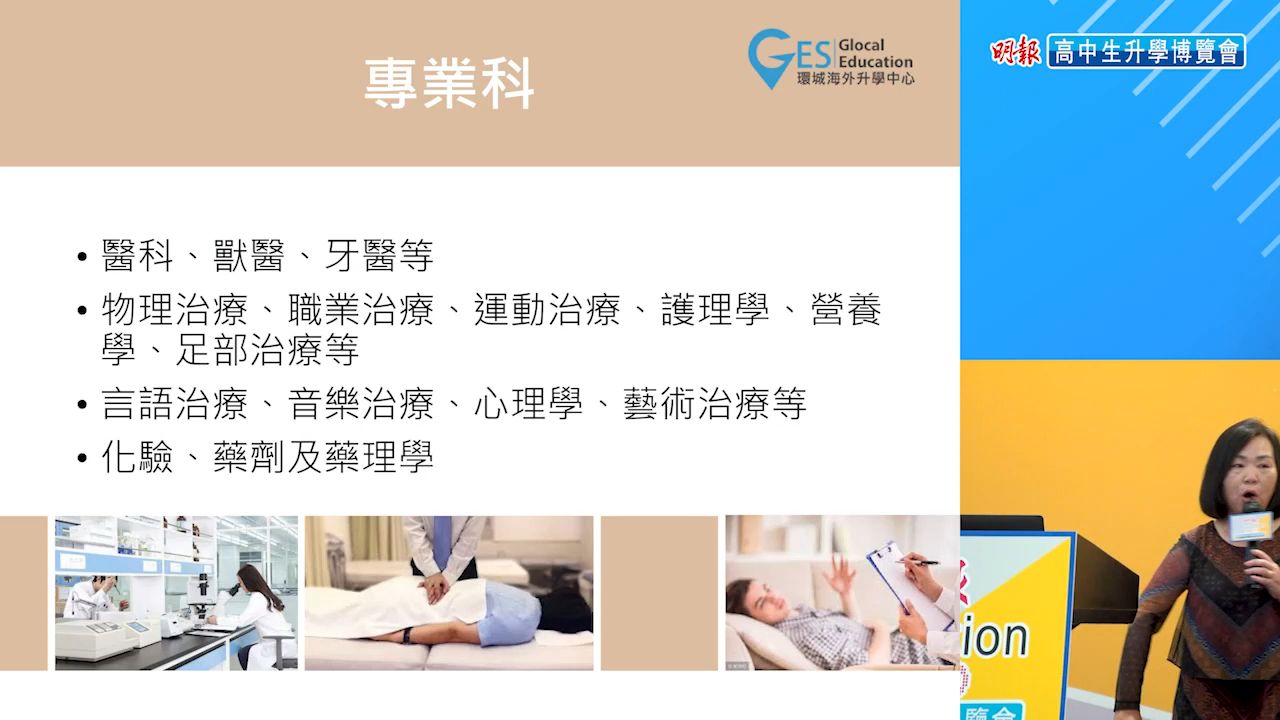 專業科
GES Glocal
Education
環城海外升學中心
明報 高中生升學博覽會
• 醫科、獸醫、牙醫等
• 物理治療、職業治療、運動治療、護理學、營養
學、足部治療等
• 言語治療、音樂治療、心理學、藝術治療等
• 化驗、藥劑及藥理學
ion
覽會